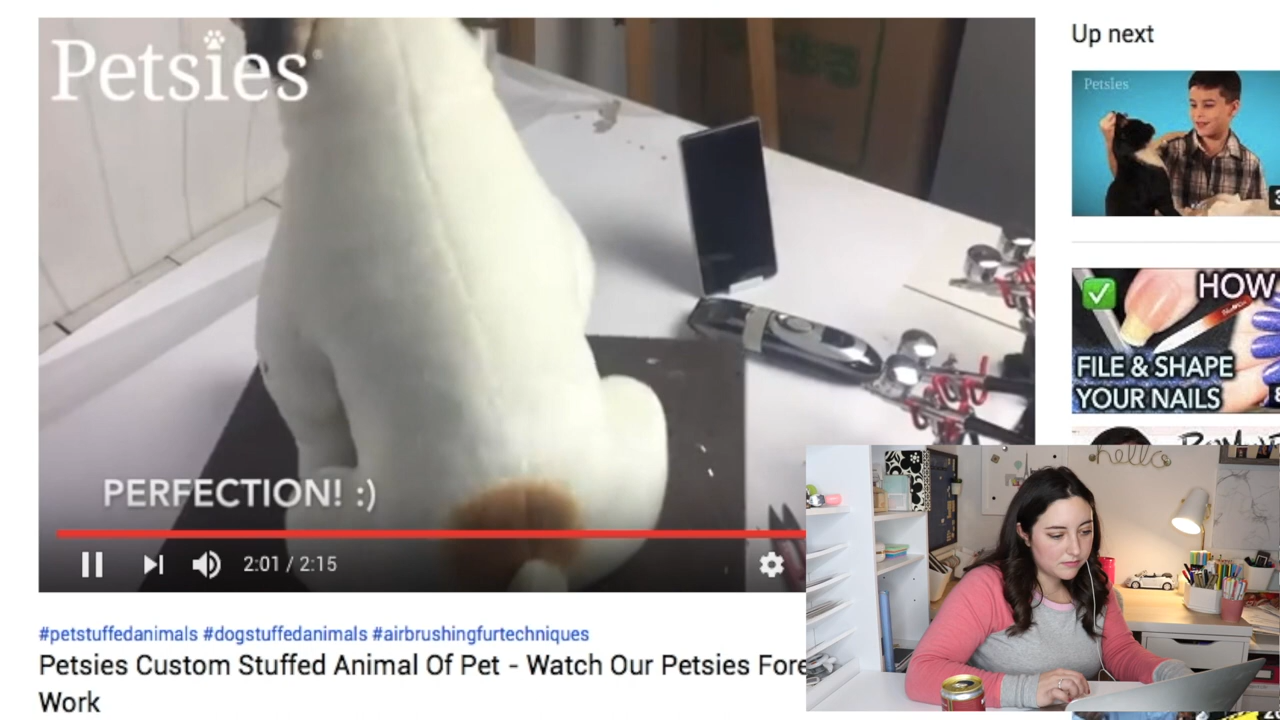 Petsies
Up next
Petsies
HOW
FILE & SHAPE
YOUR NAILS
hello
PERFECTION! :)
2:01 / 2:15
#petstuffedanimals #dogstuffedanimals #airbrushingfurtechniques
Petsies Custom Stuffed Animal Of Pet - Watch Our Petsies Fore
Work